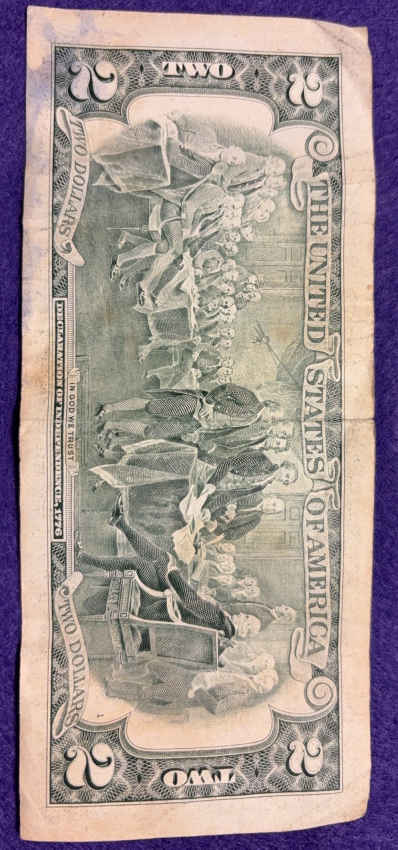 2 2
THE UNITED STATES OF AMERICA
TWO TWO
IN GOD WE TRUST
TWO DOLLARS TWO DOLLARS
DECLARATION OF INDEPENDENCE, 1776
2 2